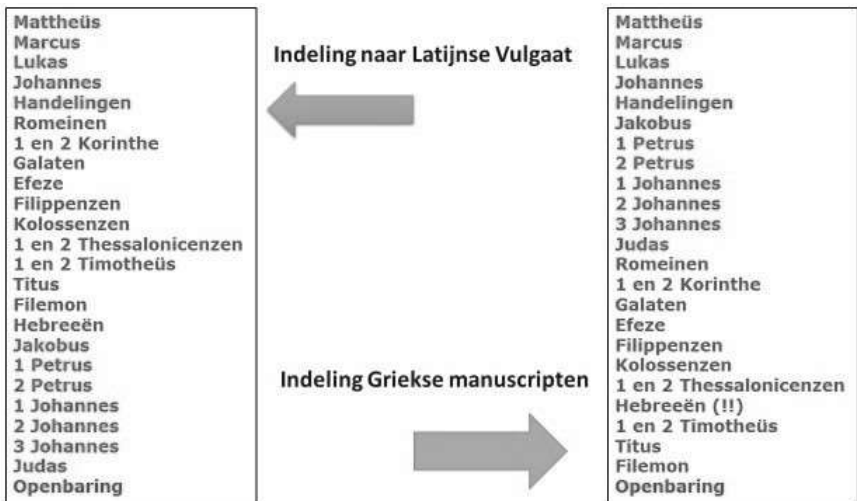 Mattheüs
Marcus
Lukas
Johannes
Handelingen
Romeinen
1 en 2 Korinthe
Galaten
Efeze
Filippenzen
Kolossenzen
1 en 2 Thessalonicenzen
1 en 2 Timotheüs
Titus
Filemon
Hebreeën
Jakobus
1 Petrus
2 Petrus
1 Johannes
2 Johannes
3 Johannes
Judas
Openbaring
Indeling naar Latijnse Vulgaat
Indeling Griekse manuscripten
Mattheüs
Marcus
Lukas
Johannes
Handelingen
Jakobus
1 Petrus
2 Petrus
1 Johannes
2 Johannes
3 Johannes
Judas
Romeinen
1 en 2 Korinthe
Galaten
Efeze
Filippenzen
Kolossenzen
1 en 2 Thessalonicenzen
Hebreeën (!!)
1 en 2 Timotheüs
Titus
Filemon
Openbaring